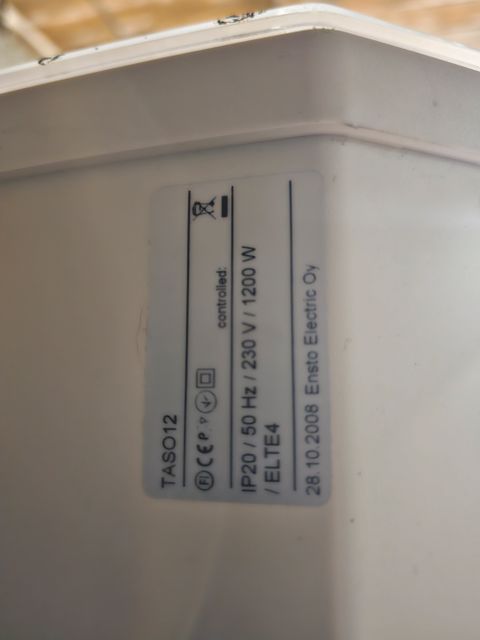 TASO12
FI CE
controlled:
IP20 / 50 Hz / 230 V / 1200 W
/ ELTE4
28.10.2008 Ensto Electric Oy